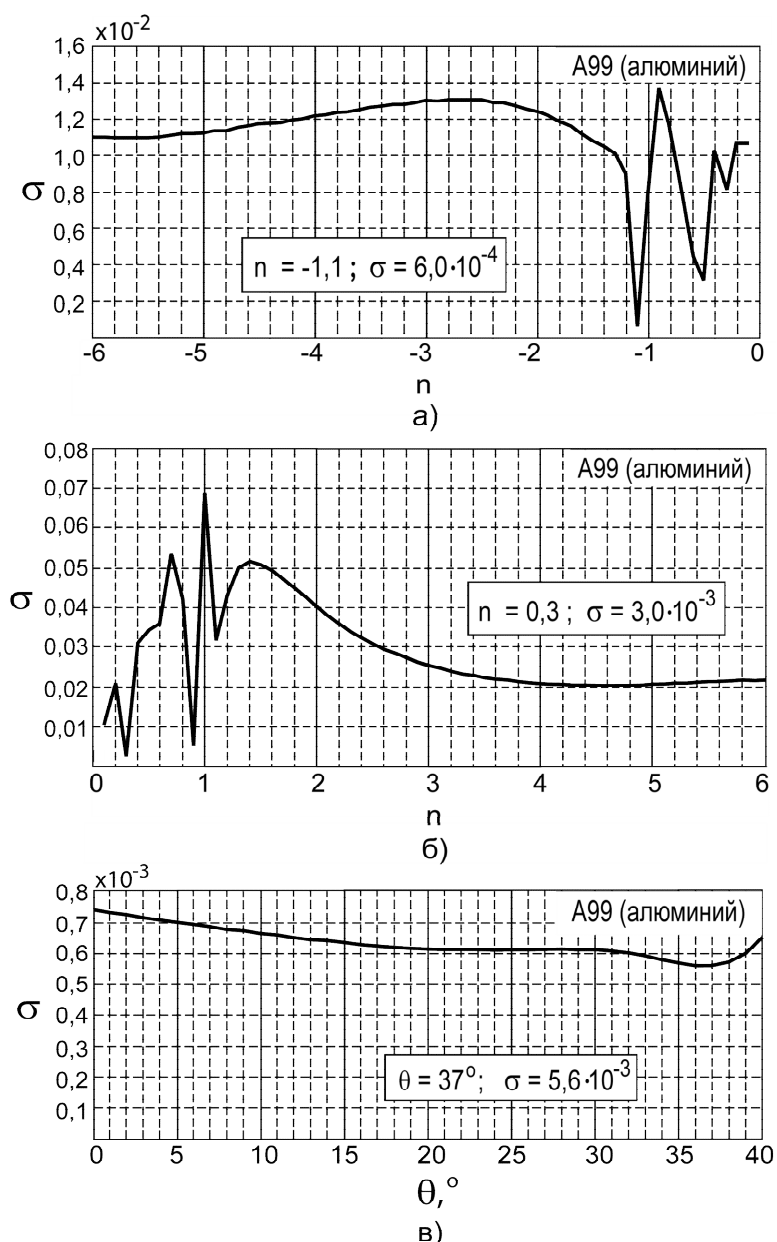 x10-2
1,6
1,4
1,2
1,0
0,8
0,6
0,4
0,2
σ
А99 (алюминий)
n = -1,1 ; σ = 6,0·10-4
-6 -5 -4 -3 -2 -1 0
n
а)
0,08
0,07
0,06
0,05
0,04
0,03
0,02
0,01
σ
А99 (алюминий)
n = 0,3 ; σ = 3,0·10-3
0 1 2 3 4 5 6
n
б)
x10-3
0,8
0,7
0,6
0,5
0,4
0,3
0,2
0,1
σ
А99 (алюминий)
θ = 37o; σ = 5,6·10-3
0 5 10 15 20 25 30 35 40
θ,o
в)